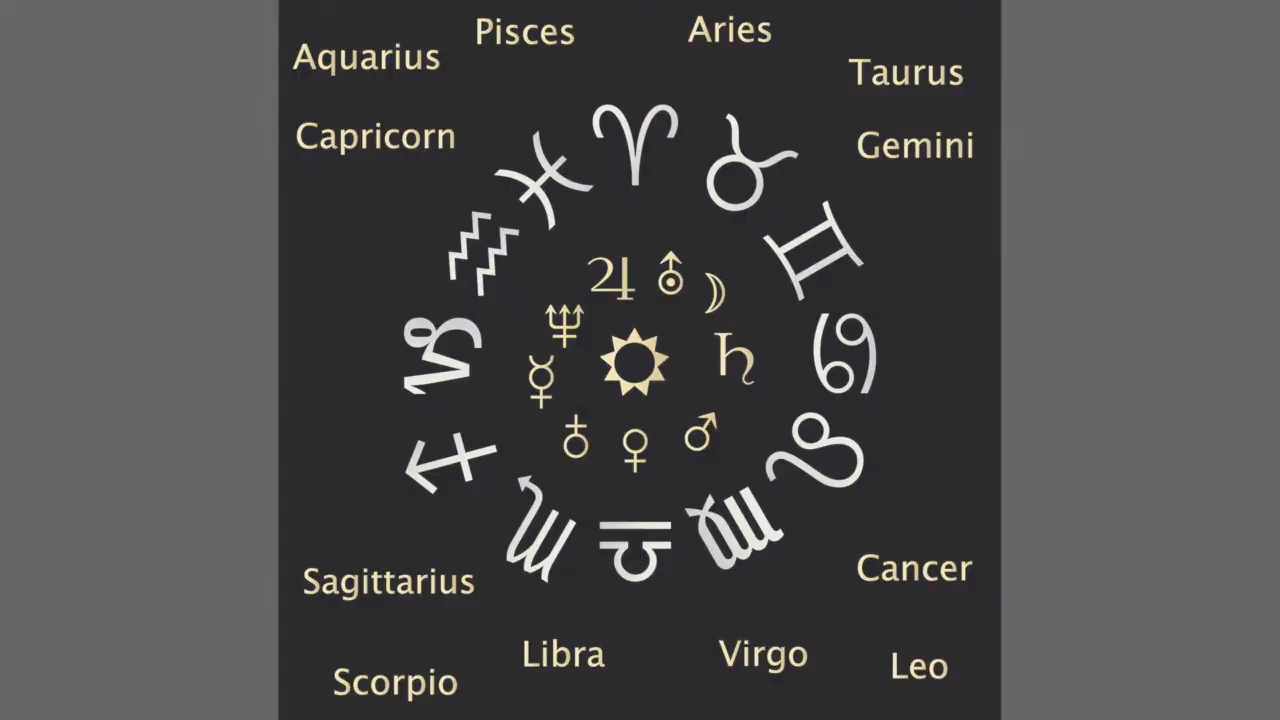 Pisces
Aries
Aquarius
Taurus
Capricorn
Gemini
Sagittarius
Cancer
Libra
Virgo
Leo
Scorpio